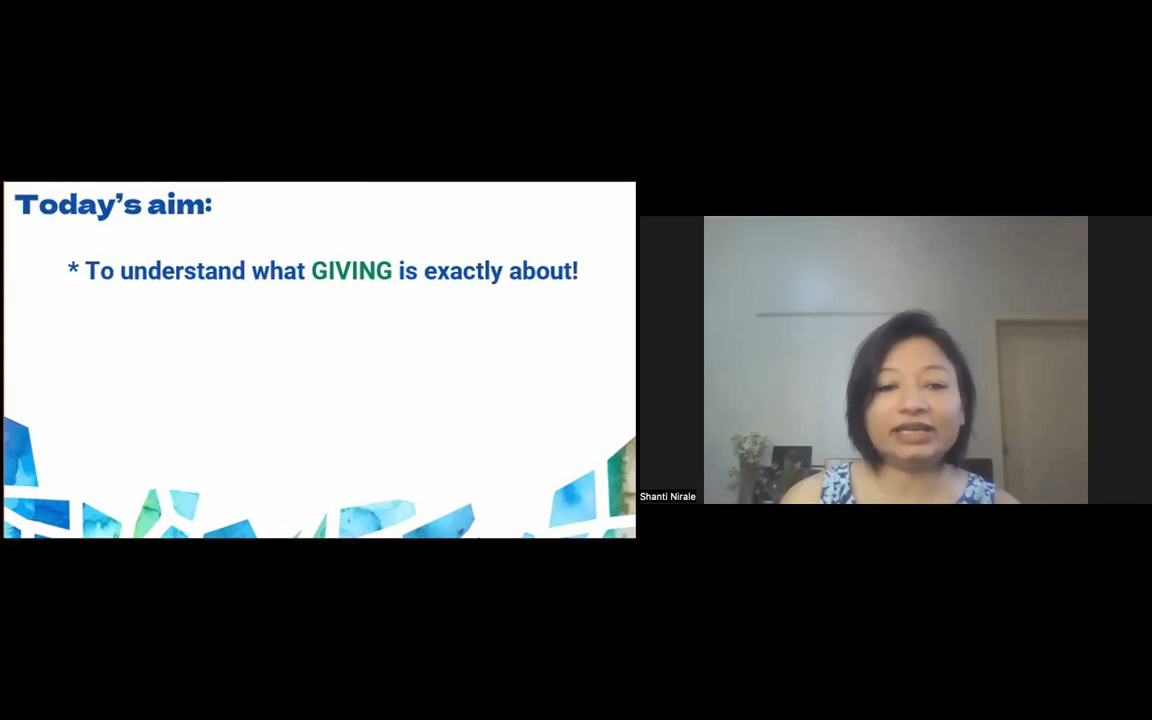 Today's aim:
* To understand what GIVING is exactly about!
Shanti Nirale